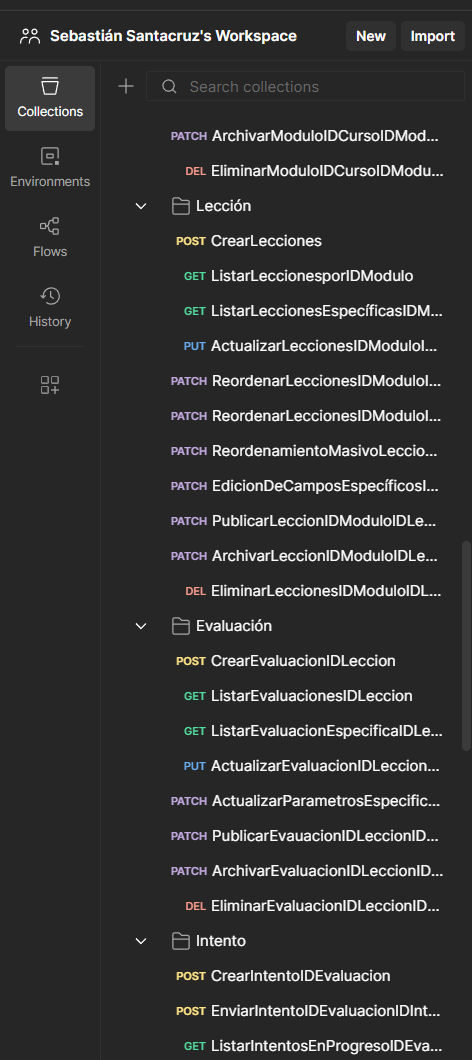 Sebastián Santacruz's Workspace
New
Import
Collections
Environments
Flows
History
Search collections
PATCH ArchivarModuloIDCursoIDMod...
DEL EliminarModuloIDCursoIDModu...
Lección
POST CrearLecciones
GET ListarLeccionesporIDModulo
GET ListarLeccionesEspecíficasIDM...
PUT ActualizarLeccionesIDModuloI...
PATCH ReordenarLeccionesIDModuloI...
PATCH ReordenarLeccionesIDModuloI...
PATCH ReordenamientoMasivoLeccio...
PATCH EdicionDeCamposEspecíficosI...
PATCH PublicarLeccionIDModuloIDLe...
PATCH ArchivarLeccionIDModuloIDLe...
DEL EliminarLeccionesIDModuloIDL...
Evaluación
POST CrearEvaluacionIDLeccion
GET ListarEvaluacionesIDLeccion
GET ListarEvaluacionEspecificaIDLe...
PUT ActualizarEvaluacionIDLeccion...
PATCH ActualizarParametrosEspecific...
PATCH PublicarEvauacionIDLeccionID...
PATCH ArchivarEvaluacionIDLeccionID...
DEL EliminarEvaluacionIDLeccionID...
Intento
POST CrearIntentoIDEvaluacion
POST EnviarIntentoIDEvaluacionIDInt...
GET ListarIntentosEnProgresoIDEva...